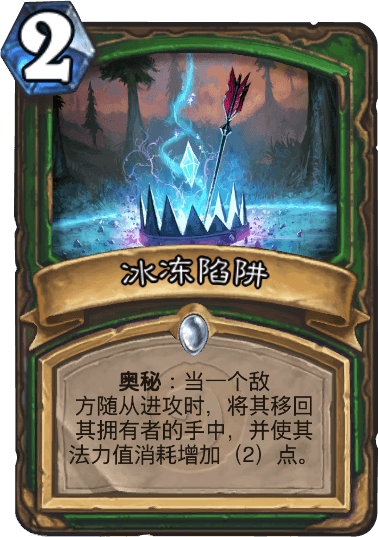 2
冰冻陷阱
奥秘：当一个敌
方随从进攻时，将其移回
其拥有者的手中，并使其
法力值消耗增加（2）点。